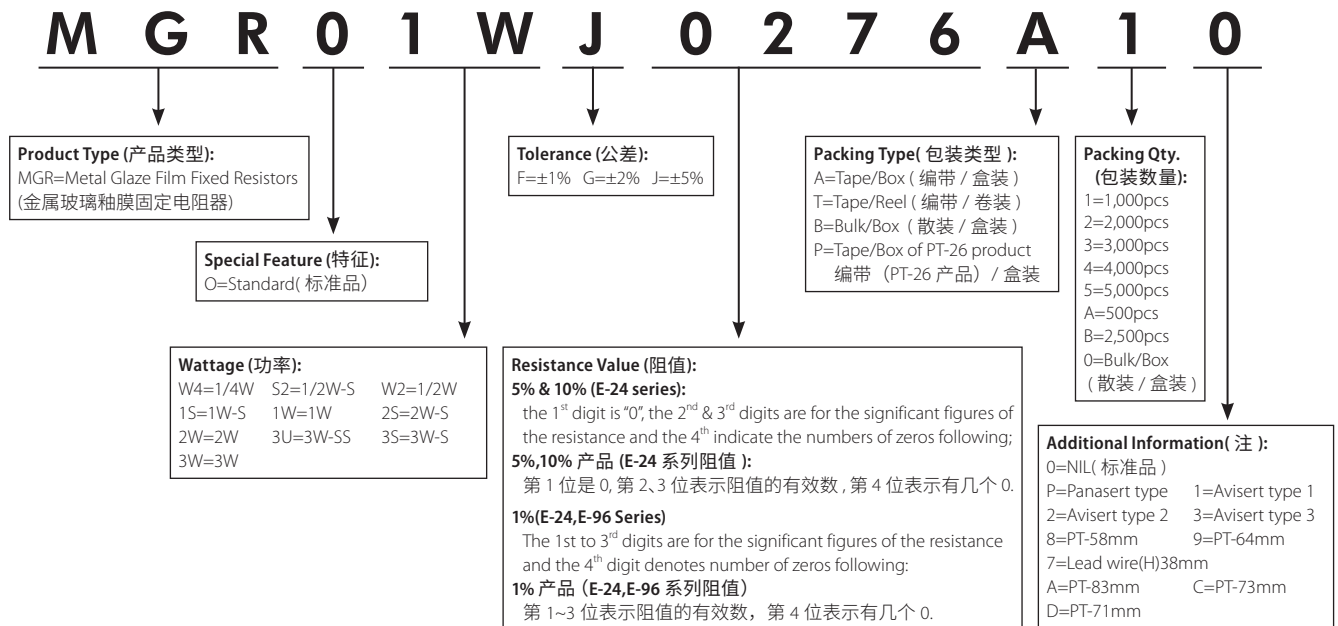 M G R 0 1 W J 0 2 7 6 A 1 0
Product Type (产品类型):
MGR=Metal Glaze Film Fixed Resistors
(金属玻璃釉膜固定电阻器)
Special Feature (特征):
O=Standard( 标准品)
Wattage (功率):
W4=1/4W S2=1/2W-S W2=1/2W
1S=1W-S 1W=1W 2S=2W-S
2W=2W 3U=3W-SS 3S=3W-S
3W=3W
Tolerance (公差):
F=±1% G=±2% J=±5%
Resistance Value (阻值):
5% & 10% (E-24 series):
the 1st digit is "0", the 2nd & 3rd digits are for the significant figures of
the resistance and the 4th indicate the numbers of zeros following;
5%,10% 产品 (E-24 系列阻值 ):
第 1 位是 0, 第 2、3 位表示阻值的有效数 , 第 4 位表示有几个 0.
1%(E-24,E-96 Series)
The 1st to 3rd digits are for the significant figures of the resistance
and the 4th digit denotes number of zeros following:
1% 产品（E-24,E-96 系列阻值）
第 1~3 位表示阻值的有效数，第 4 位表示有几个 0.
Packing Type( 包装类型 ):
A=Tape/Box ( 编带 / 盒装 )
T=Tape/Reel ( 编带 / 卷装 )
B=Bulk/Box ( 散装 / 盒装 )
P=Tape/Box of PT-26 product
编带（PT-26 产品）/ 盒装
Packing Qty.
(包装数量):
1=1,000pcs
2=2,000pcs
3=3,000pcs
4=4,000pcs
5=5,000pcs
A=500pcs
B=2,500pcs
0=Bulk/Box
( 散装 / 盒装 )
Additional Information( 注 ):
0=NIL( 标准品 )
P=Panasert type 1=Avisert type 1
2=Avisert type 2 3=Avisert type 3
8=PT-58mm 9=PT-64mm
7=Lead wire(H)38mm
A=PT-83mm C=PT-73mm
D=PT-71mm